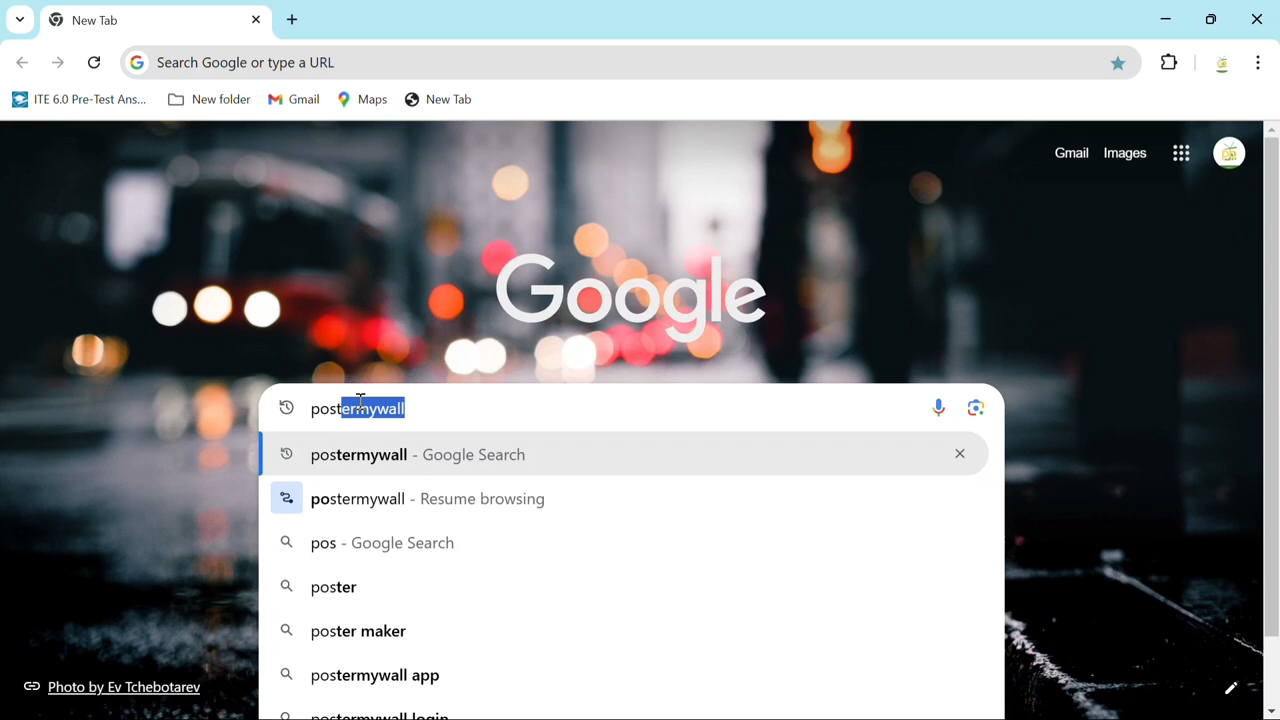 New Tab
Search Google or type a URL
ITE 6.0 Pre-Test Ans... New folder Gmail Maps New Tab
Gmail Images
Google
postermywall
postermywall - Google Search
postermywall - Resume browsing
pos - Google Search
poster
poster maker
postermywall app
postermywall login
Photo by Ev Tchebotarev